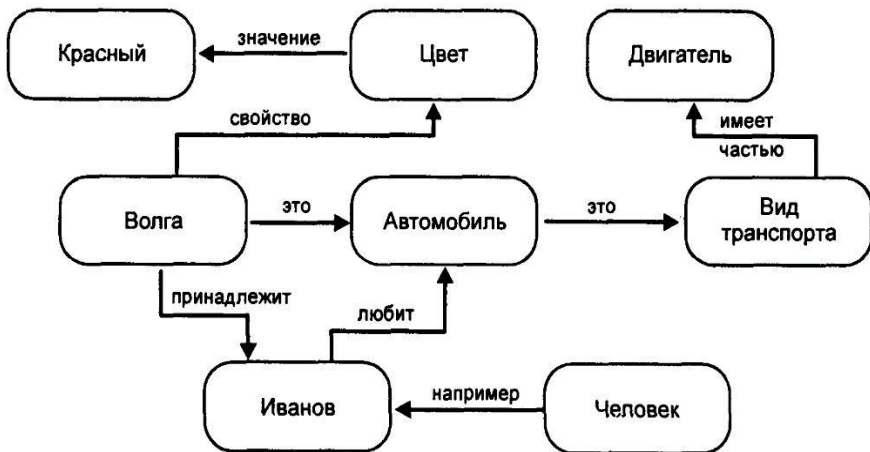 Красный
значение
Цвет
Двигатель
свойство
имеет
частью
Волга
это
Автомобиль
это
Вид
транспорта
принадлежит
любит
Иванов
например
Человек